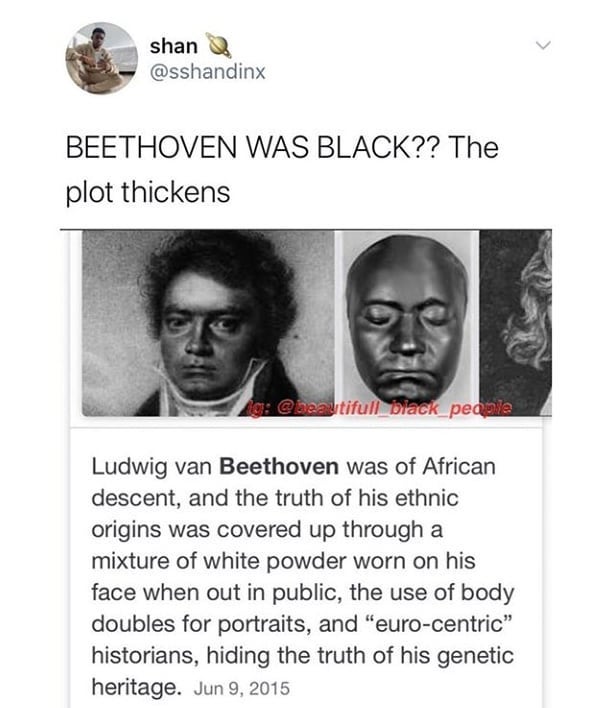 shan 🪐
@sshandinx
BEETHOVEN WAS BLACK?? The
plot thickens
ig: @beautifull_black_people
Ludwig van Beethoven was of African
descent, and the truth of his ethnic
origins was covered up through a
mixture of white powder worn on his
face when out in public, the use of body
doubles for portraits, and “euro-centric”
historians, hiding the truth of his genetic
heritage. Jun 9, 2015